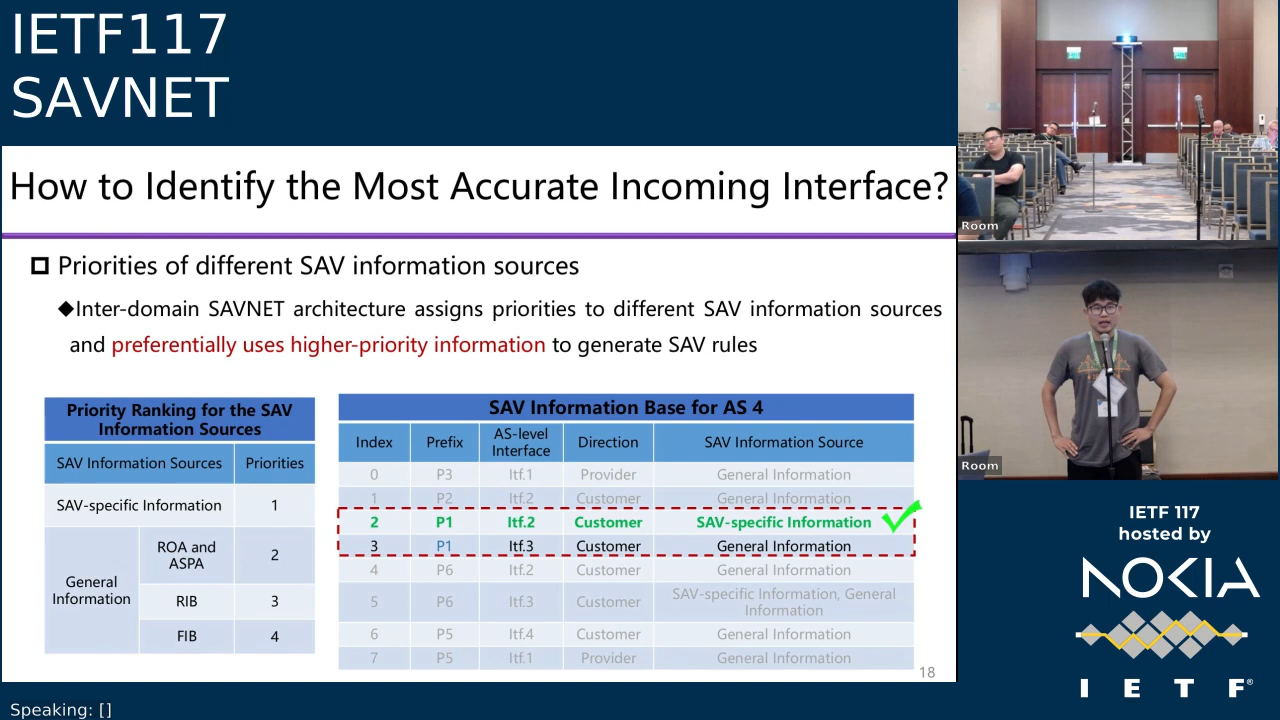 IETF117
SAVNET
How to Identify the Most Accurate Incoming Interface?
Priorities of different SAV information sources
◆Inter-domain SAVNET architecture assigns priorities to different SAV information sources
and preferentially uses higher-priority information to generate SAV rules
Priority Ranking for the SAV
Information Sources
SAV Information Sources Priorities
SAV-specific Information 1
General
Information
ROA and
ASPA
2
RIB 3
FIB 4
SAV Information Base for AS 4
Index Prefix AS-level
Interface Direction SAV Information Source
0 P3 Itf.1 Provider General Information
1 P2 Itf.2 Customer General Information
2 P1 Itf.2 Customer SAV-specific Information
3 P1 Itf.3 Customer General Information
4 P6 Itf.2 Customer General Information
5 P6 Itf.3 Customer SAV-specific Information, General
Information
6 P5 Itf.4 Customer General Information
7 P5 Itf.1 Provider General Information
18
Room
Room
IETF 117
hosted by
NOKIA
I E T F®
Speaking: []